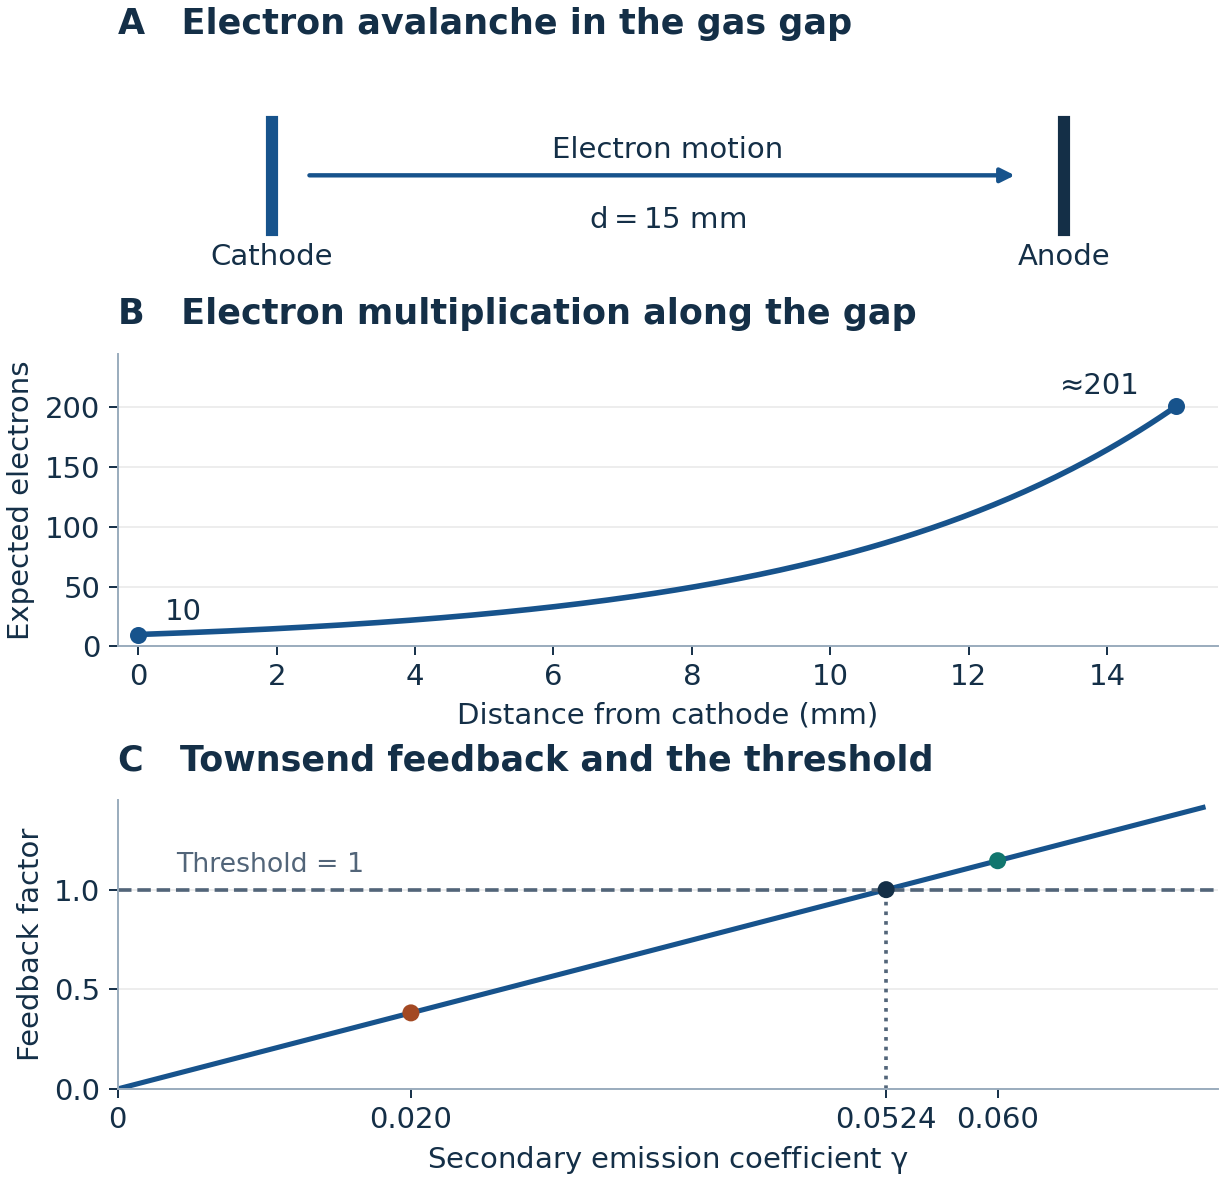 A Electron avalanche in the gas gap
Electron motion
d = 15 mm
Cathode
Anode
B Electron multiplication along the gap
Expected electrons
200
150
100
50
0
≈201
10
0 2 4 6 8 10 12 14
Distance from cathode (mm)
C Townsend feedback and the threshold
Feedback factor
Threshold = 1
1.0
0.5
0.0
0 0.020 0.0524 0.060
Secondary emission coefficient γ